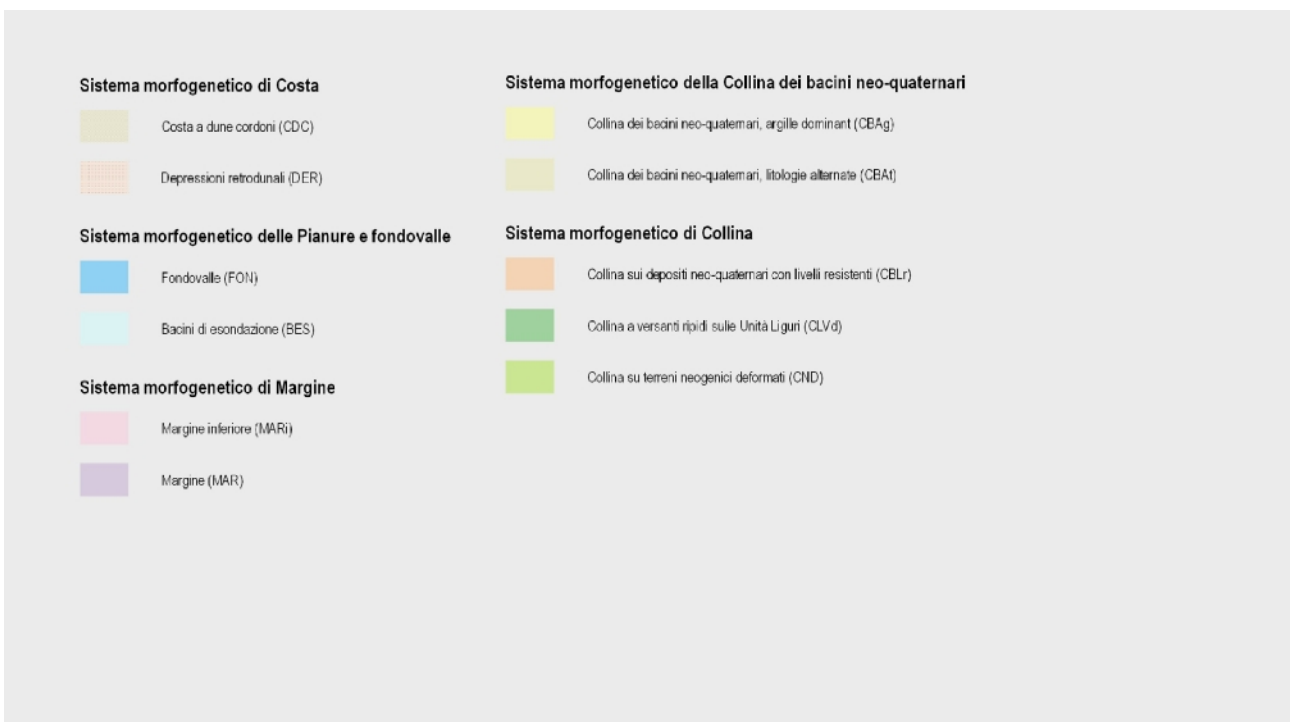 Sistema morfogenetico di Costa
Costa a dune cordoni (CDC)
Depressioni retrodunali (DER)
Sistema morfogenetico delle Pianure e fondovalle
Fondovalle (FON)
Bacini di esondazione (BES)
Sistema morfogenetico di Margine
Margine inferiore (MARi)
Margine (MAR)
Sistema morfogenetico della Collina dei bacini neo-quaternari
Collina dei bacini neo-quaternari, argille dominant (CBAg)
Collina dei bacini neo-quaternari, litologie alternate (CBAt)
Sistema morfogenetico di Collina
Collina sui depositi neo-quaternari con livelli resistenti (CBLr)
Collina a versanti ripidi sulle Unità Liguri (CLVd)
Collina su terreni neogenici deformati (CND)